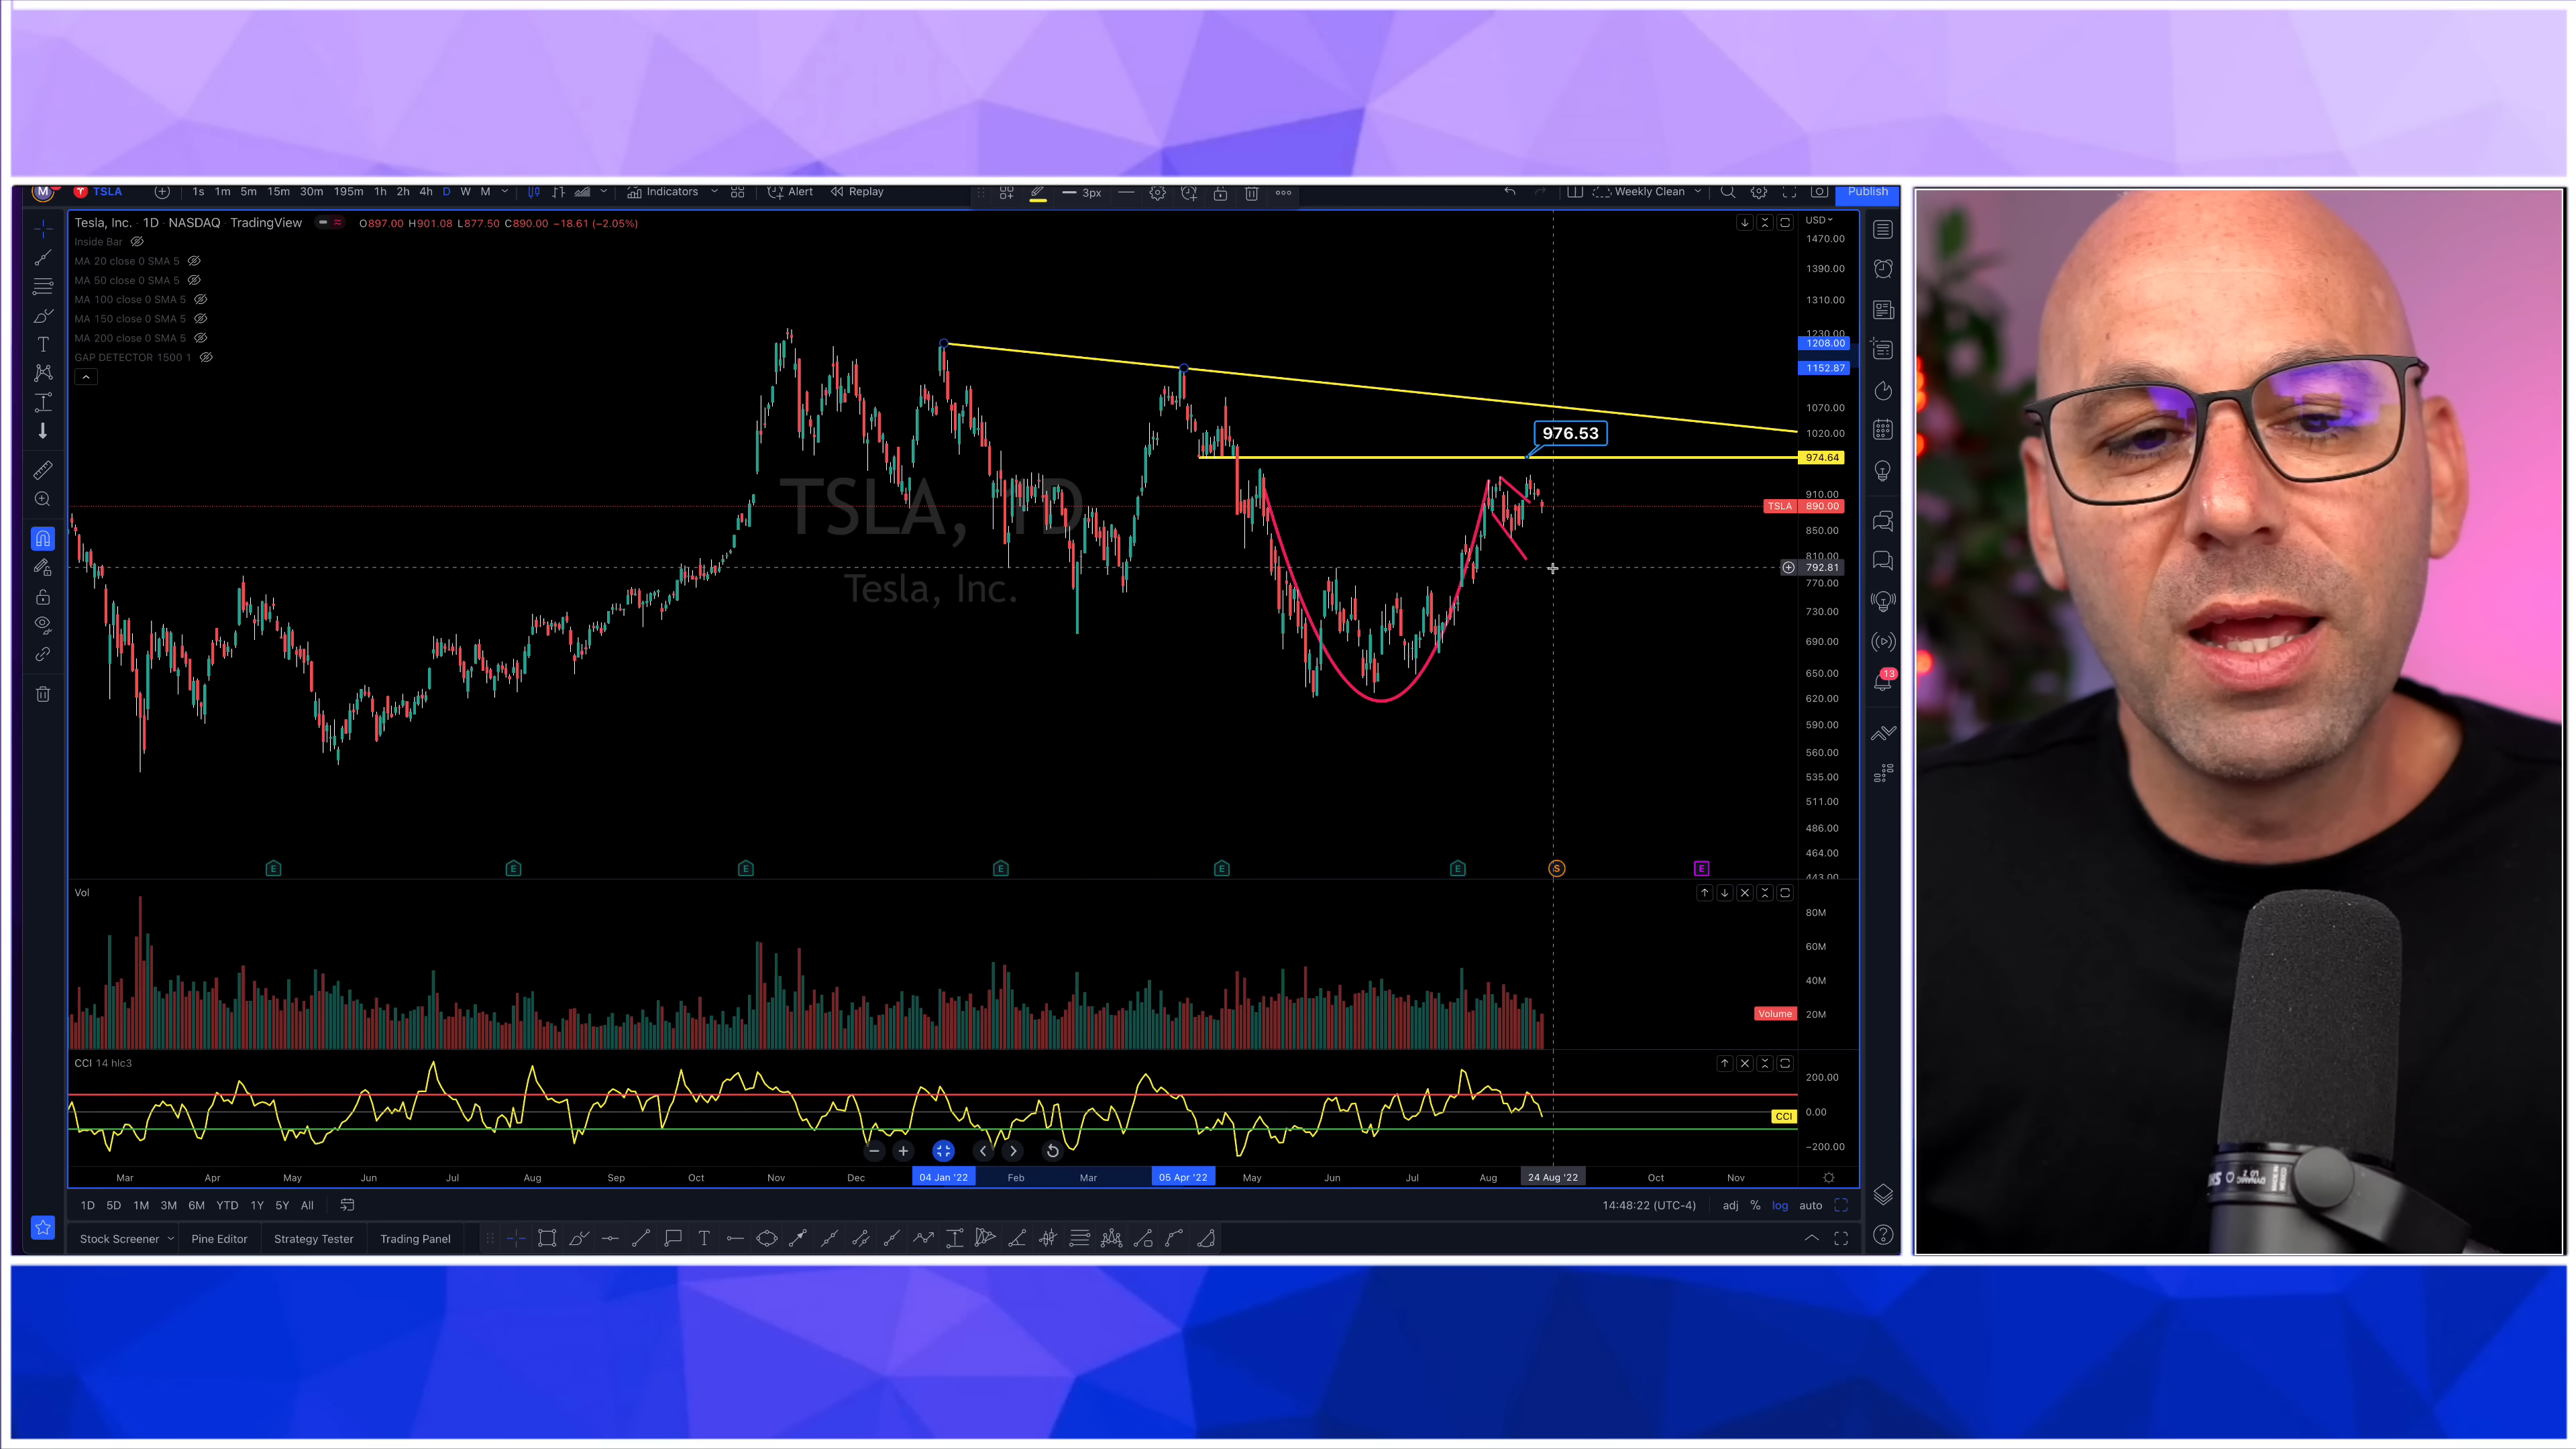 M TSLA 1s 1m 5m 15m 30m 195m 1h 2h 4h D W M Indicators Alert Replay 3px Weekly Clean Publish
Tesla, Inc. · 1D · NASDAQ · TradingView O897.00 H901.08 L877.50 C890.00 −18.61 (−2.05%)
Inside Bar
MA 20 close 0 SMA 5
MA 50 close 0 SMA 5
MA 100 close 0 SMA 5
MA 150 close 0 SMA 5
MA 200 close 0 SMA 5
GAP DETECTOR 1500 1
TSLA, 1D
Tesla, Inc.
976.53
USD
1470.00
1390.00
1310.00
1230.00
1208.00
1152.87
1070.00
1020.00
974.64
910.00
TSLA 890.00
850.00
810.00
792.81
770.00
730.00
690.00
650.00
620.00
590.00
560.00
535.00
511.00
486.00
464.00
443.00
13
E E E E E E S E
Vol
80M
60M
40M
Volume
20M
CCI 14 hlc3
200.00
CCI 0.00
−200.00
Mar Apr May Jun Jul Aug Sep Oct Nov Dec 04 Jan '22 Feb Mar 05 Apr '22 May Jun Jul Aug 24 Aug '22 Oct Nov
1D 5D 1M 3M 6M YTD 1Y 5Y All 14:48:22 (UTC-4) adj % log auto
Stock Screener Pine Editor Strategy Tester Trading Panel